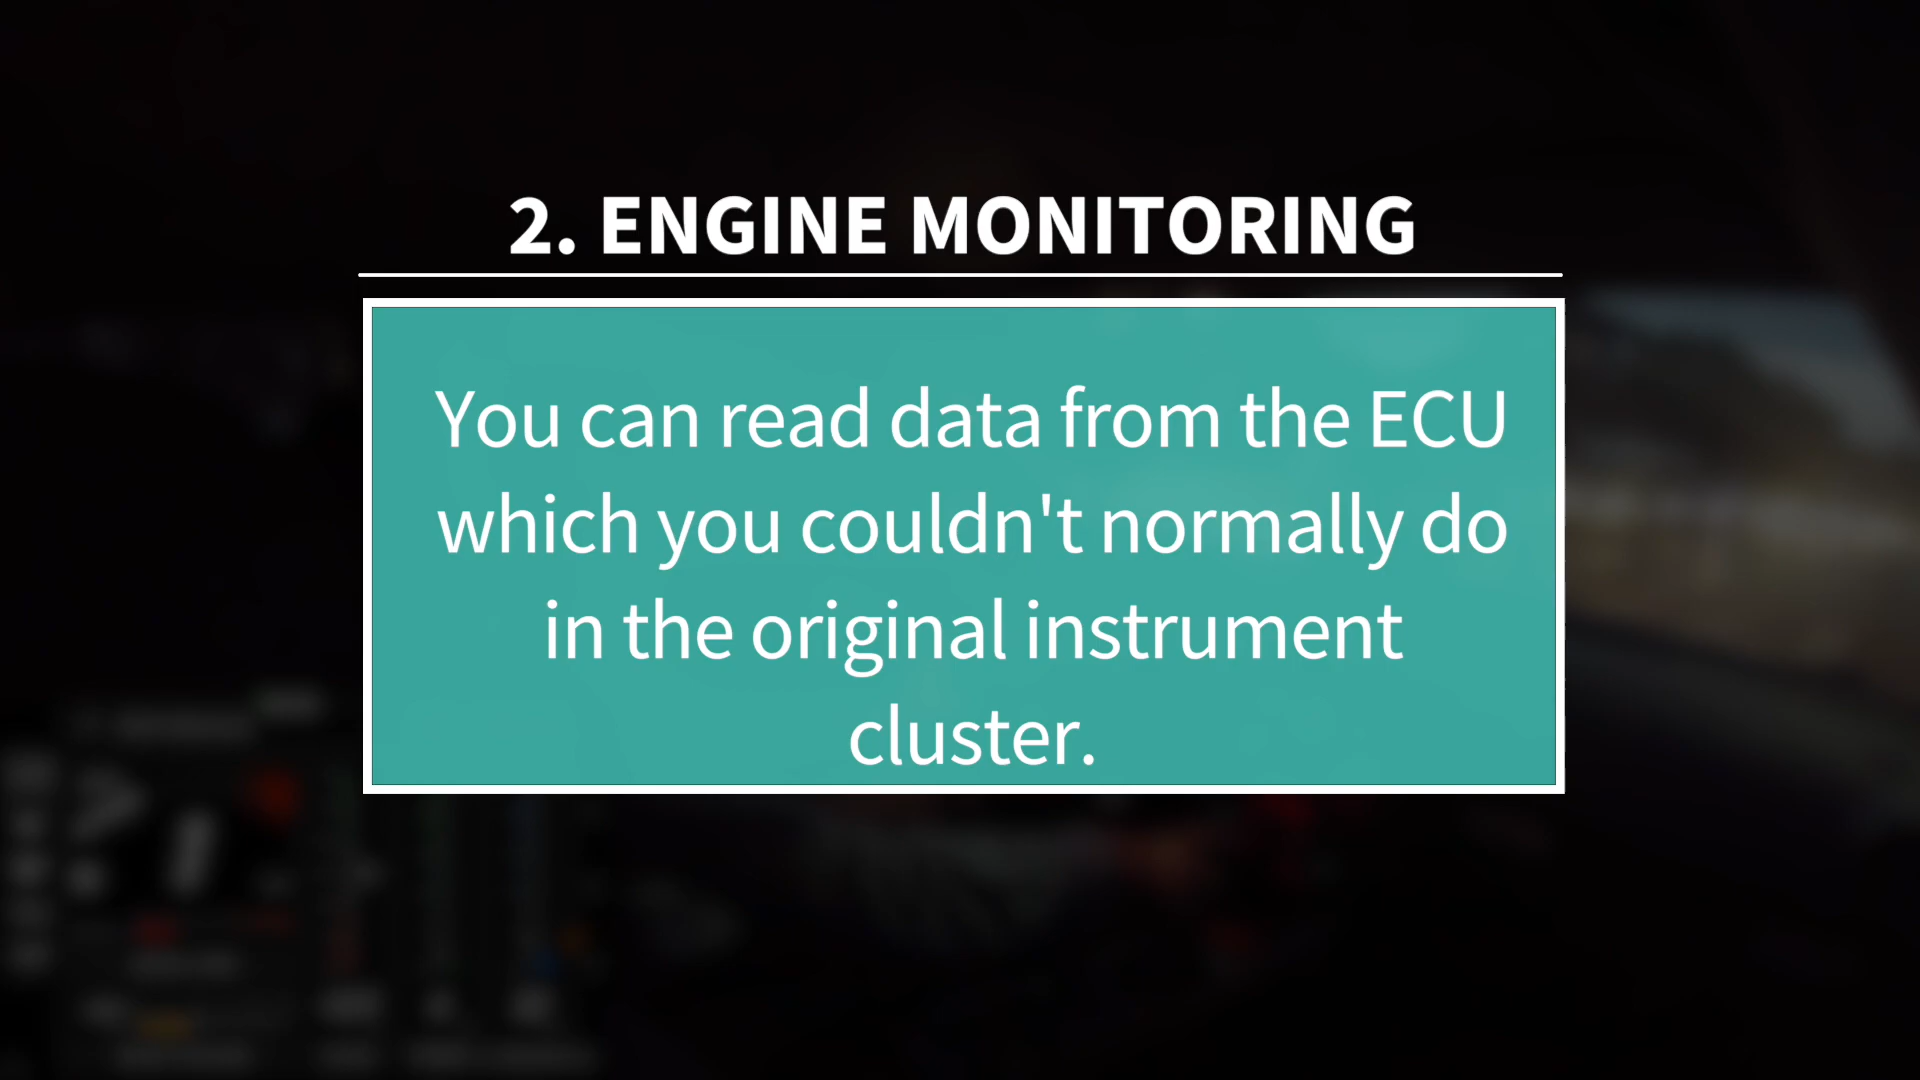 2. ENGINE MONITORING
You can read data from the ECU
which you couldn't normally do
in the original instrument
cluster.